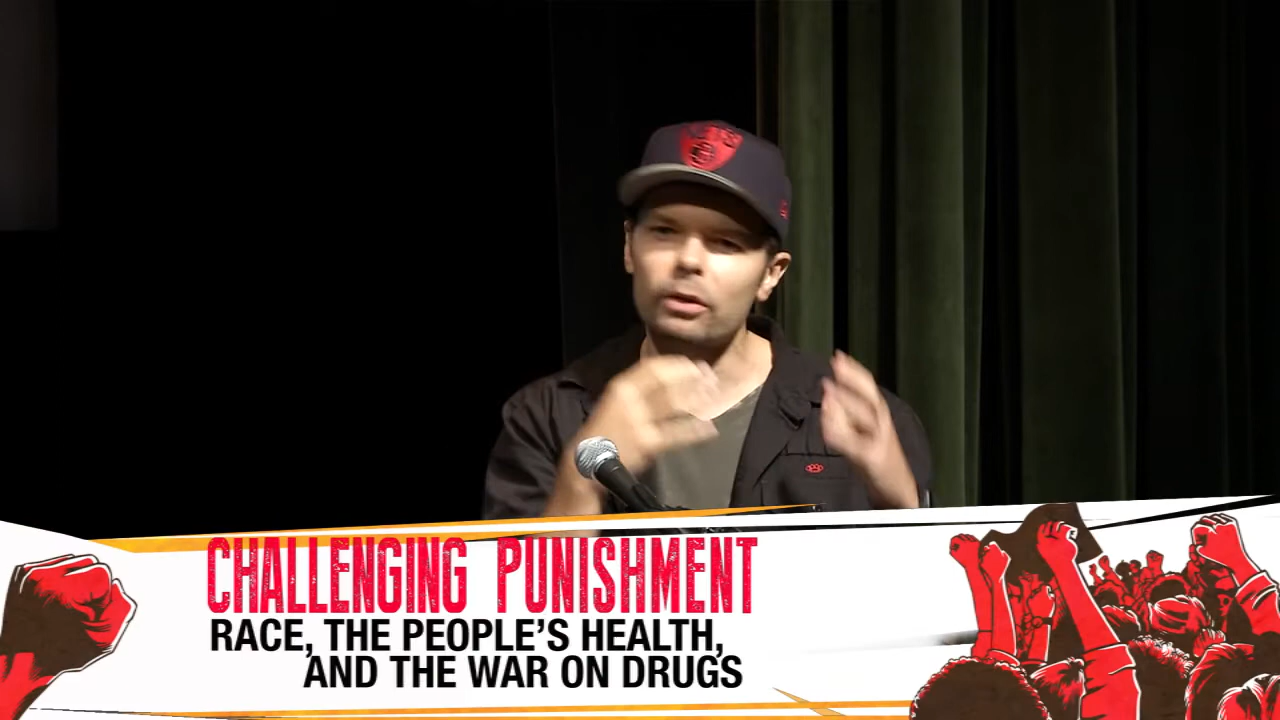 CHALLENGING PUNISHMENT
RACE, THE PEOPLE'S HEALTH,
AND THE WAR ON DRUGS